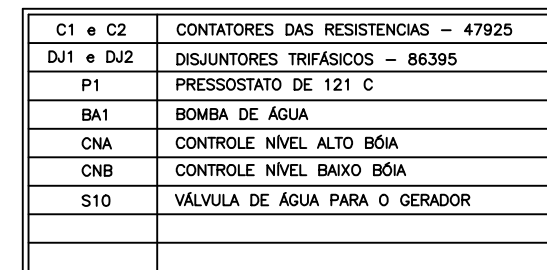 C1 e C2 CONTATORES DAS RESISTENCIAS – 47925
DJ1 e DJ2 DISJUNTORES TRIFÁSICOS – 86395
P1 PRESSOSTATO DE 121 C
BA1 BOMBA DE ÁGUA
CNA CONTROLE NÍVEL ALTO BÓIA
CNB CONTROLE NÍVEL BAIXO BÓIA
S10 VÁLVULA DE ÁGUA PARA O GERADOR